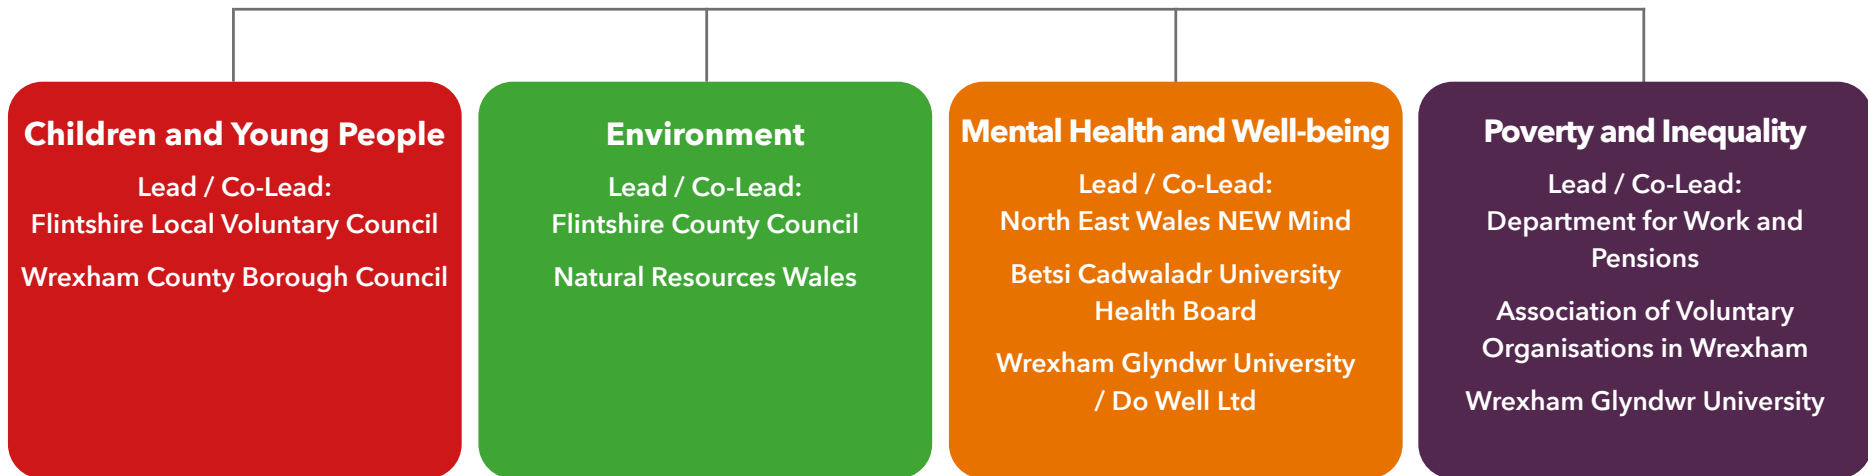 Children and Young People
Lead / Co-Lead:
Flintshire Local Voluntary Council
Wrexham County Borough Council
Environment
Lead / Co-Lead:
Flintshire County Council
Natural Resources Wales
Mental Health and Well-being
Lead / Co-Lead:
North East Wales NEW Mind
Betsi Cadwaladr University
Health Board
Wrexham Glyndwr University
/ Do Well Ltd
Poverty and Inequality
Lead / Co-Lead:
Department for Work and
Pensions
Association of Voluntary
Organisations in Wrexham
Wrexham Glyndwr University